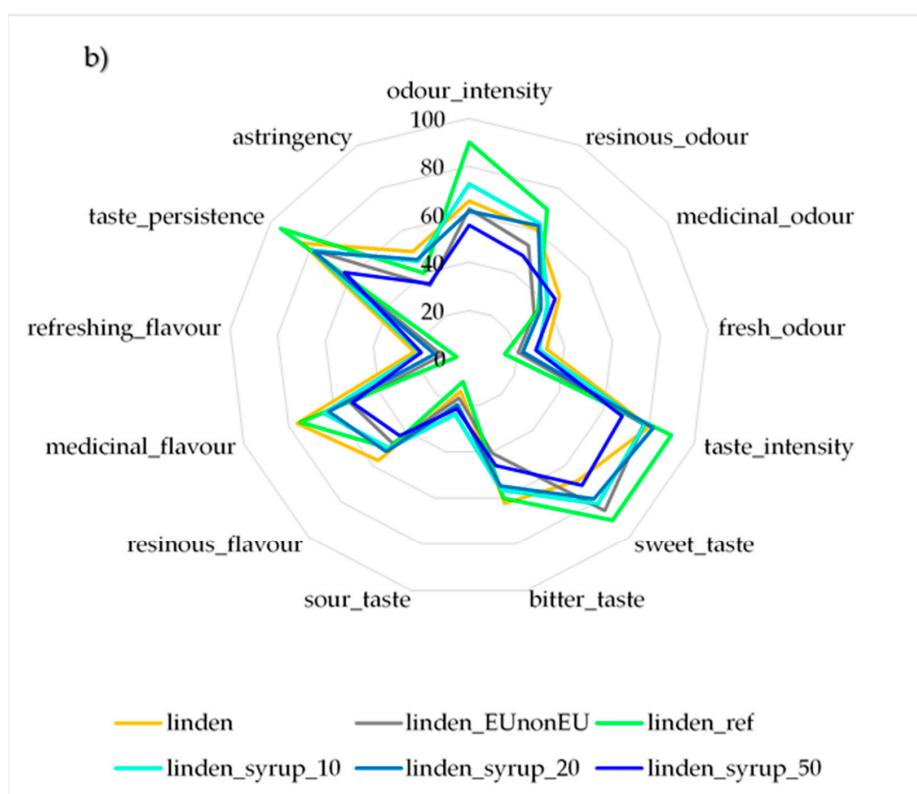 b)
odour_intensity
100
astringency
resinous_odour
80
taste_persistence
medicinal_odour
60
40
refreshing_flavour
fresh_odour
20
0
medicinal_flavour
taste_intensity
resinous_flavour
sweet_taste
sour_taste
bitter_taste
linden linden_EUnonEU linden_ref
linden_syrup_10 linden_syrup_20 linden_syrup_50